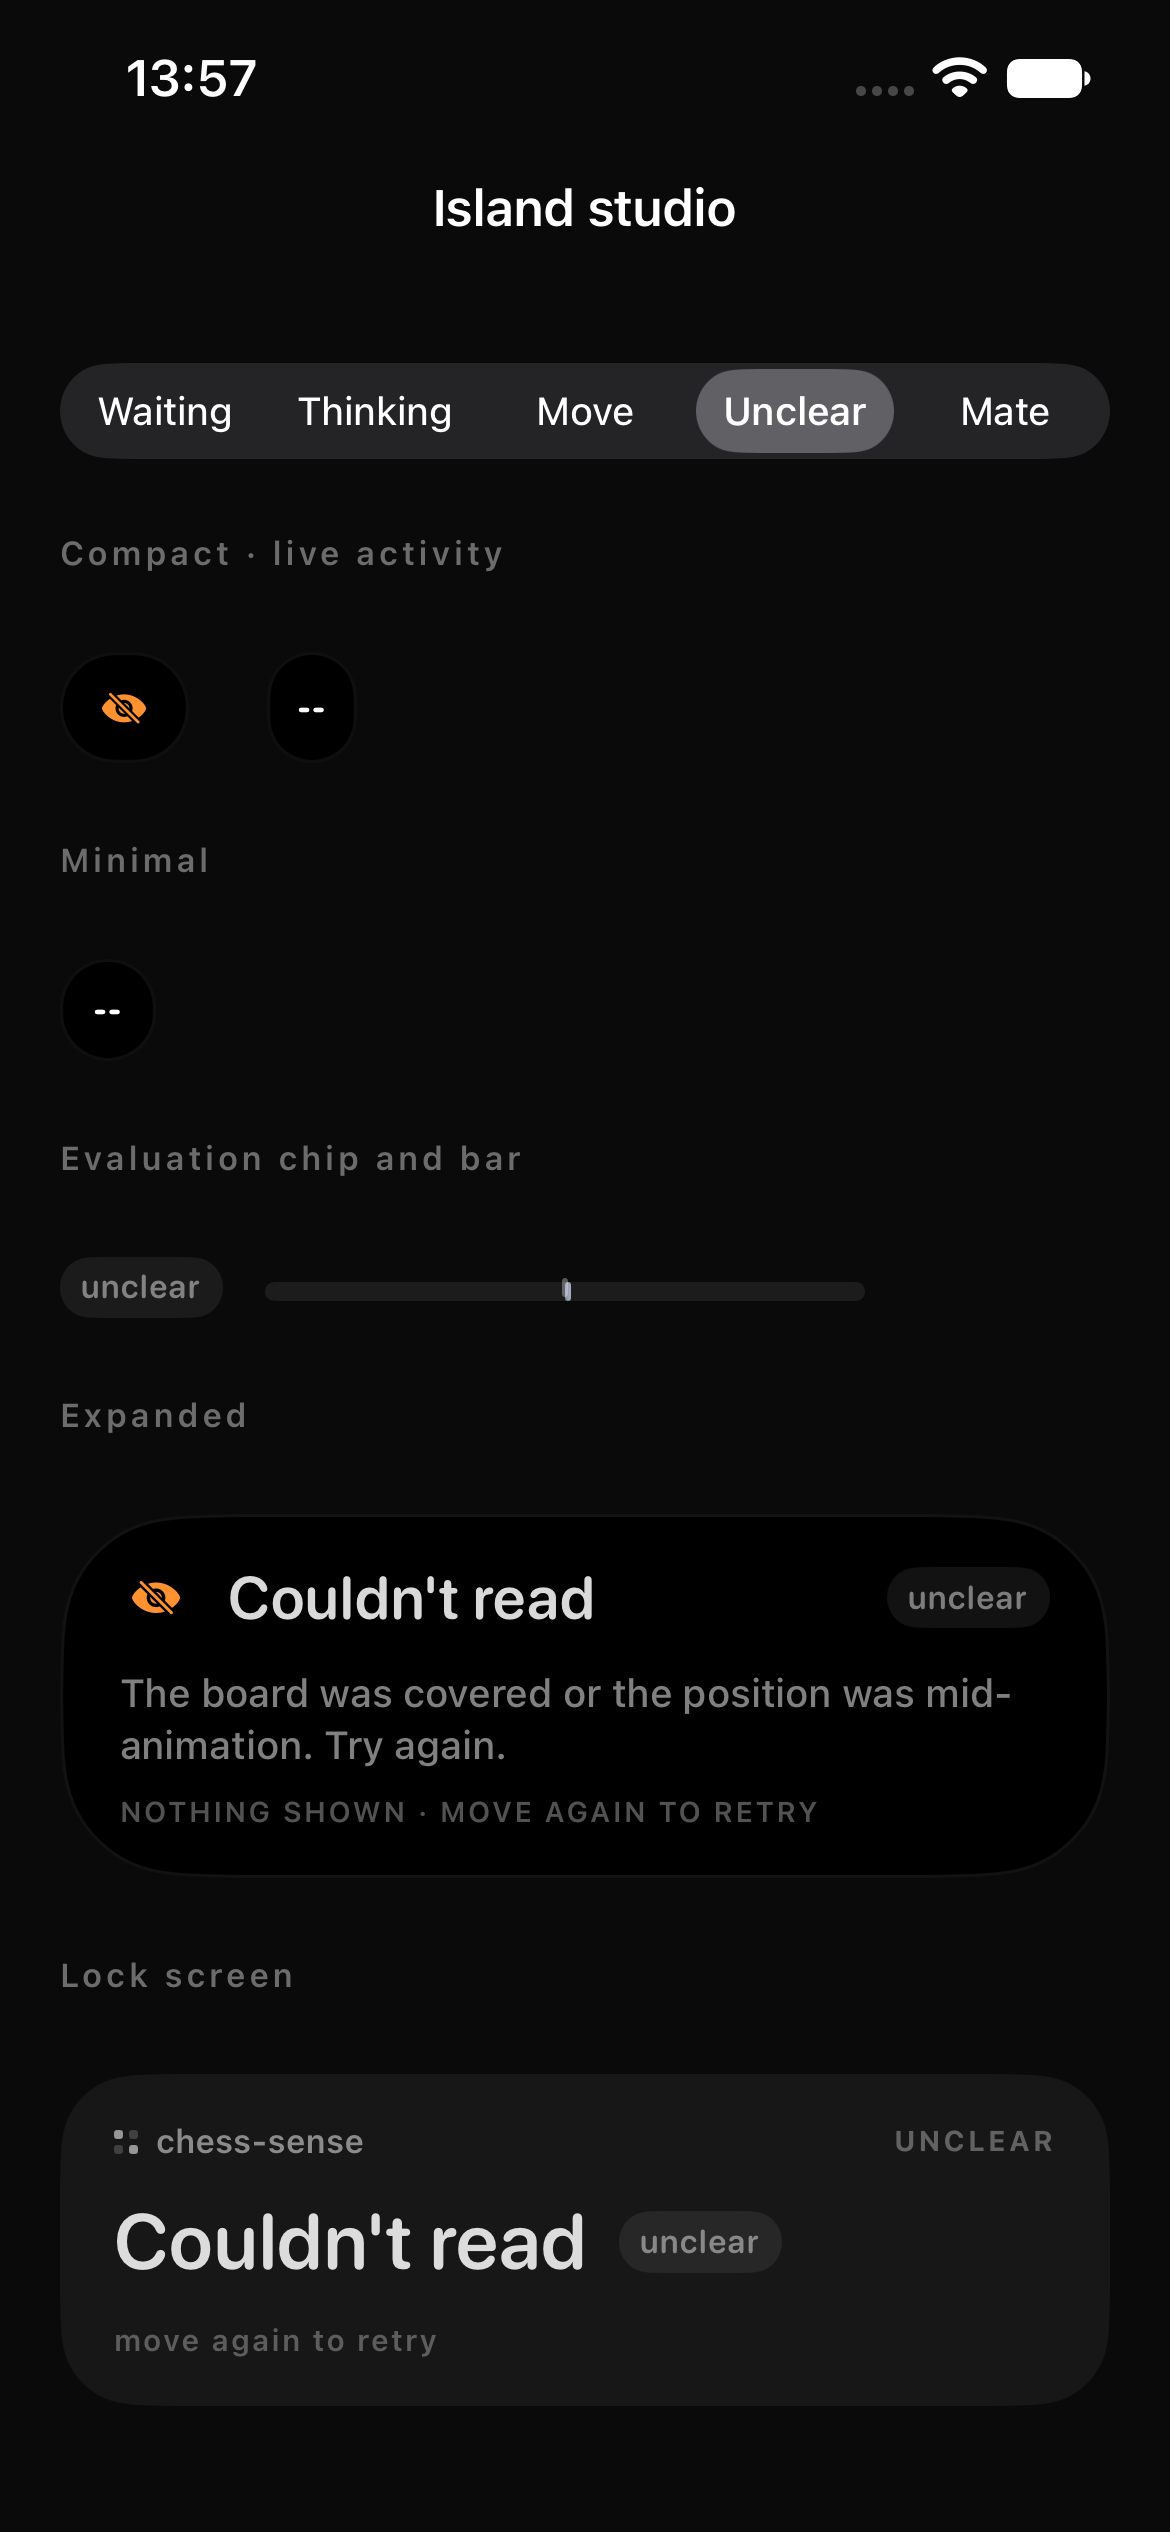 13:57
Island studio
Waiting Thinking Move Unclear Mate
Compact · live activity
--
Minimal
--
Evaluation chip and bar
unclear
Expanded
Couldn't read unclear
The board was covered or the position was mid-
animation. Try again.
NOTHING SHOWN · MOVE AGAIN TO RETRY
Lock screen
chess-sense UNCLEAR
Couldn't read unclear
move again to retry